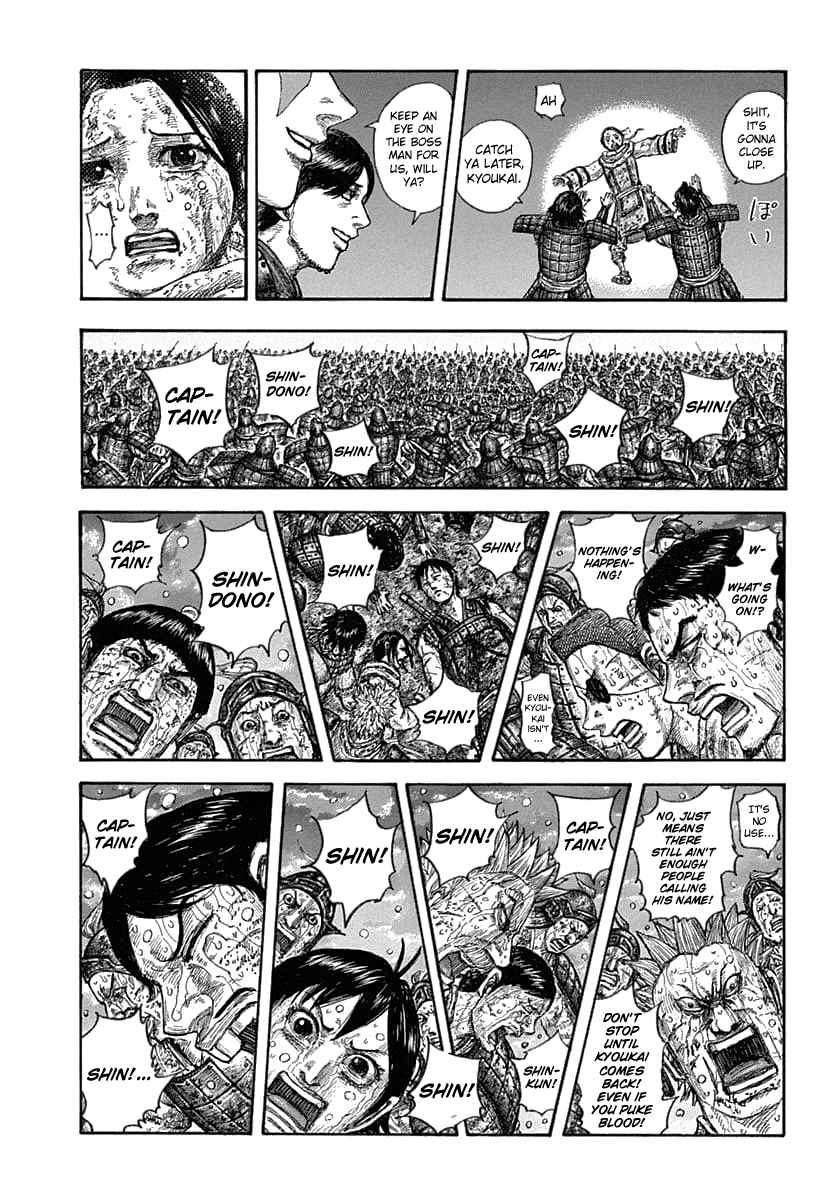 SHIT,
IT'S
GONNA
CLOSE
UP.
AH
CATCH
YA LATER,
KYOUKAI.
ぽい
KEEP AN
EYE ON
THE BOSS
MAN FOR
US, WILL
YA?
...
SHIN!
CAP-
TAIN!
SHIN!
SHIN-
DONO!
SHIN!
CAP-
TAIN!
W-
WHAT'S
GOING
ON!?
NOTHING'S
HAPPEN-
ING!
EVEN
KYOU-
KAI
ISN'T
...
SHIN!
SHIN!
SHIN!
CAP-
TAIN!
SHIN-
DONO!
IT'S
NO
USE...
NO, JUST
MEANS
THERE
STILL AIN'T
ENOUGH
PEOPLE
CALLING
HIS NAME!
DON'T
STOP
UNTIL
KYOUKAI
COMES
BACK!
EVEN IF
YOU PUKE
BLOOD!
CAP-
TAIN!
SHIN!
SHIN-
KUN!
SHIN!
SHIN!
CAP-
TAIN!
SHIN! ...